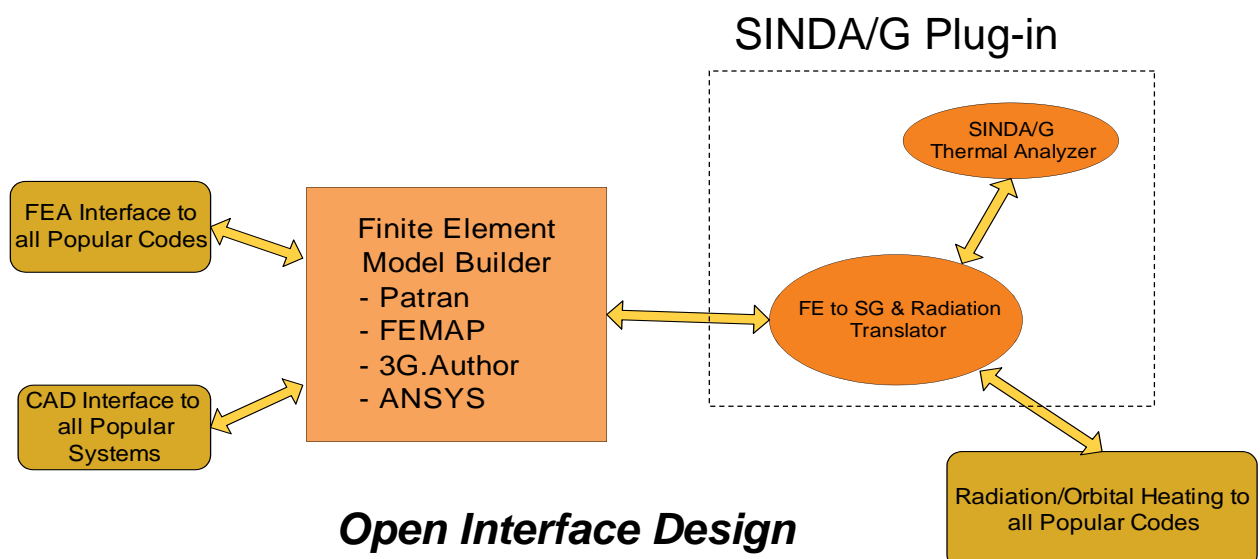 SINDA/G Plug-in
SINDA/G
Thermal Analyzer
FEA Interface to
all Popular Codes
Finite Element
Model Builder
- Patran
- FEMAP
- 3G.Author
- ANSYS
FE to SG & Radiation
Translator
CAD Interface to
all Popular
Systems
Radiation/Orbital Heating to
all Popular Codes
Open Interface Design